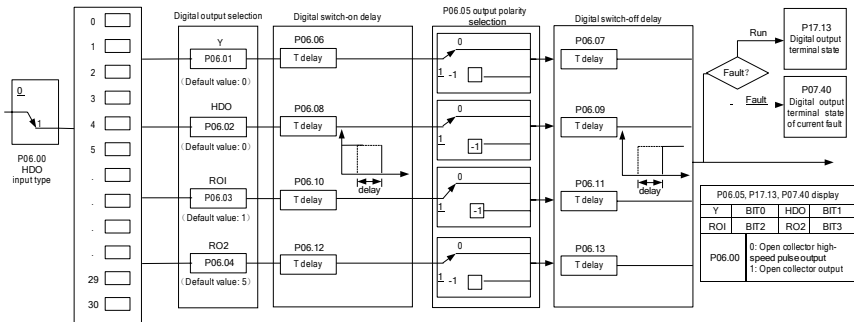 0
1
2
3
4
5
.
.
.
.
29
30
0
1
P06.00
HDO
input type
Digital output selection
Y
P06.01
(Default value: 0)
HDO
P06.02
(Default value: 0)
ROI
P06.03
(Default value: 1)
RO2
P06.04
(Default value: 5)
Digital switch-on delay
P06.06
T delay
P06.08
T delay
delay
P06.10
T delay
P06.12
T delay
P06.05 output polarity
selection
0
1 -1
0
1 -1
0
1 -1
0
1 -1
Digital switch-off delay
P06.07
T delay
P06.09
T delay
delay
P06.11
T delay
P06.13
T delay
Run
Fault?
Fault
P17.13
Digital output
terminal state
P07.40
Digital output
terminal state
of current fault
P06.05, P17.13, P07.40 display
Y BIT0 HDO BIT1
ROI BIT2 RO2 BIT3
P06.00
0: Open collector high-
speed pulse output
1: Open collector output